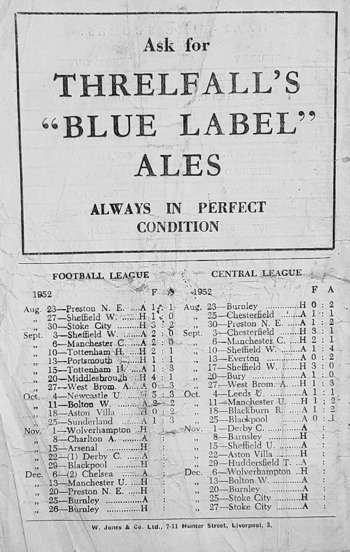 Ask for
THRELFALL'S
"BLUE LABEL"
ALES
ALWAYS IN PERFECT
CONDITION
FOOTBALL LEAGUE
1952 F A
Aug. 23—Preston N. E. ... A 1 : 1
„ 27—Sheffield W. ... H 1 : 0
„ 30—Stoke City ... H 3 : 2
Sept. 3—Sheffield W. ... A 2 : 0
„ 6—Manchester C. ... A 2 : 0
„ 10—Tottenham H. ... H 2 : 1
„ 13—Portsmouth ... H 1 : 1
„ 15—Tottenham H. ... A 1 : 3
„ 20—Middlesbrough ... H 4 : 1
„ 27—West Brom. A. ... A 0 : 3
Oct. 4—Newcastle U. ... 5 : 3
„ 11—Bolton W. ... 2
„ 18—Aston Villa ... H 0 : 2
„ 25—Sunderland ... A 1 : 3
Nov. 1—Wolverhampton ... H :
„ 8—Charlton A. ... A :
„ 15—Arsenal ... H :
„ 22—(1) Derby C. ... A :
„ 29—Blackpool ... H :
Dec. 6—(2) Chelsea ... A :
„ 13—Manchester U. ... H :
„ 20—Preston N. E. ... H :
„ 25—Burnley ... A :
„ 26—Burnley ... H :
CENTRAL LEAGUE
1952 F A
Aug. 23—Burnley ... H 0 : 2
„ 25—Chesterfield ... A 1 : 1
„ 30—Preston N. E. ... A 1 : 2
Sept. 3—Chesterfield ... H 3 : 2
„ 6—Manchester C. ... H 2 : 1
„ 10—Sheffield W. ... A 1 : 4
„ 13—Everton ... A 0 : 2
„ 17—Sheffield W. ... H 3 : 0
„ 20—Bury ... A 1 : 0
„ 27—West Brom. A. ... H 1 : 3
Oct. 4—Leeds U. ... A 1 : 1
„ 11—Manchester U. ... H 1 : 2
„ 18—Blackburn R. ... A 1 : 2
„ 25—Blackpool ... A 0 : 1
Nov. 1—Derby C. ... A :
„ 8—Barnsley ... H :
„ 15—Sheffield U. ... A :
„ 22—Aston Villa ... H :
„ 29—Huddersfield T. ... A :
Dec. 6—Wolverhampton ... H :
„ 13—Bolton W. ... A :
„ 20—Burnley ... A :
„ 25—Stoke City ... H :
„ 27—Stoke City ... A :
W. Jones & Co. Ltd., 7-11 Hunter Street, Liverpool, 3.